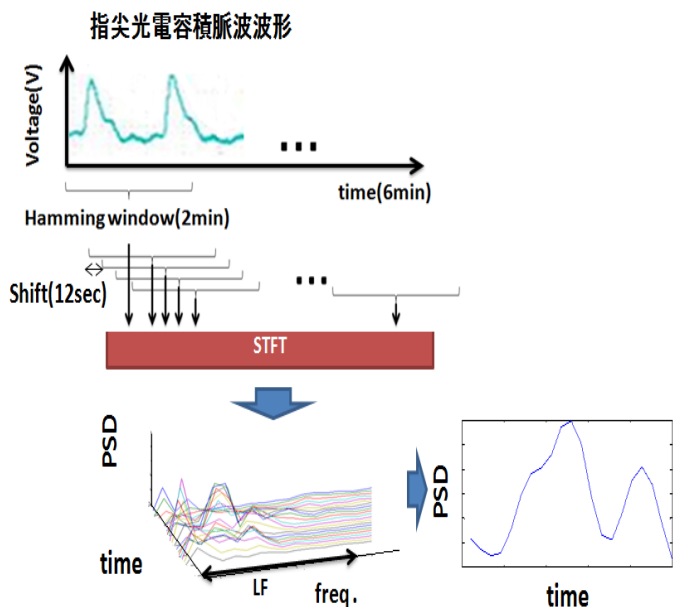 指尖光電容積脈波波形
Voltage(V)
...
time(6min)
Hamming window(2min)
...
Shift(12sec)
STFT
PSD
time
LF
freq.
PSD
time